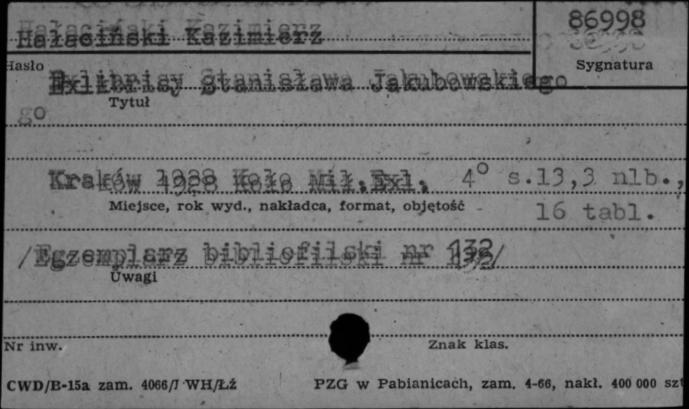 Hałaciński Kazimierz
86998
Hasło
Sygnatura
Exlibrisy Stanisława Jakubowskiego
Tytuł
go
Kraków 1928 Koło Mił.Exl. 4° s.13,3 nlb.,
Miejsce, rok wyd., nakładca, format, objętość
16 tabl.
/Egzemplarz bibliofilski nr 132/
Uwagi
Nr inw.
Znak klas.
CWD/B-15a zam. 4066/I WH/Łź
PZG w Pabianicach, zam. 4-66, nakł. 400 000 szt